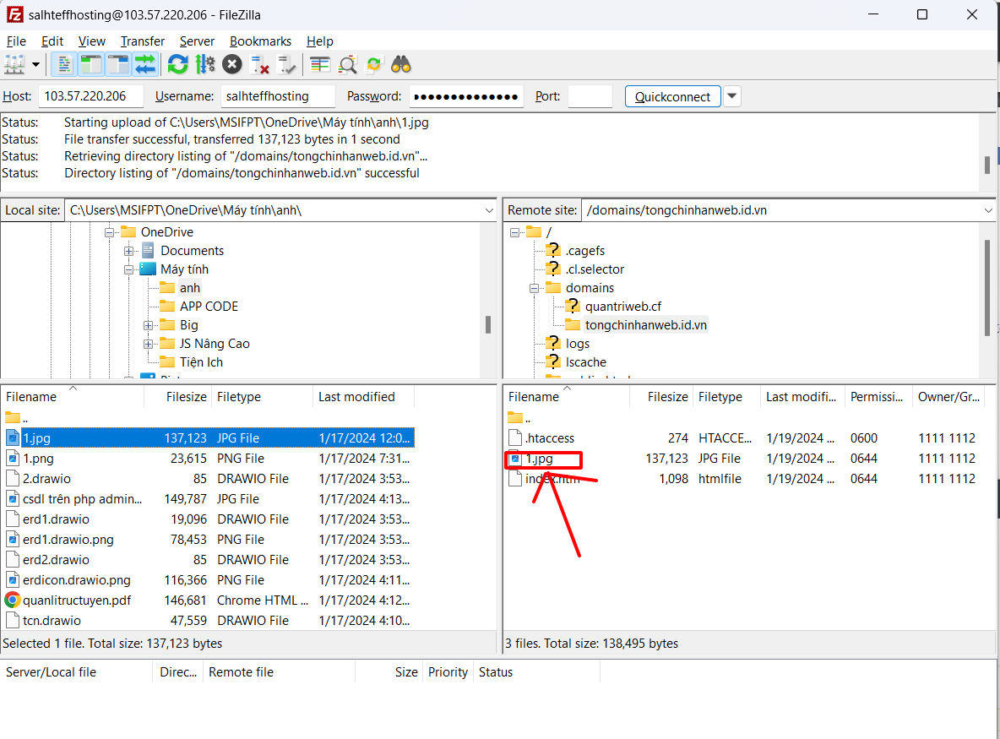 salhteffhosting@103.57.220.206 - FileZilla
File Edit View Transfer Server Bookmarks Help
Host: 103.57.220.206 Username: salhteffhosting Password: ●●●●●●●●●●●●●● Port: Quickconnect
Status: Starting upload of C:\Users\MSIFPT\OneDrive\Máy tính\anh\1.jpg
Status: File transfer successful, transferred 137,123 bytes in 1 second
Status: Retrieving directory listing of "/domains/tongchinhanweb.id.vn"...
Status: Directory listing of "/domains/tongchinhanweb.id.vn" successful
Local site: C:\Users\MSIFPT\OneDrive\Máy tính\anh\
OneDrive
Documents
Máy tính
anh
APP CODE
Big
JS Nâng Cao
Tiện Ích
Remote site: /domains/tongchinhanweb.id.vn
/
.cagefs
.cl.selector
domains
quantriweb.cf
tongchinhanweb.id.vn
logs
lscache
Filename Filesize Filetype Last modified
..
1.jpg 137,123 JPG File 1/17/2024 12:0...
1.png 23,615 PNG File 1/17/2024 7:31...
2.drawio 85 DRAWIO File 1/17/2024 3:53...
csdl trên php admin... 149,787 JPG File 1/17/2024 4:13...
erd1.drawio 19,096 DRAWIO File 1/17/2024 3:53...
erd1.drawio.png 78,453 PNG File 1/17/2024 3:53...
erd2.drawio 85 DRAWIO File 1/17/2024 3:53...
erdicon.drawio.png 116,366 PNG File 1/17/2024 4:11...
quanlitructuyen.pdf 146,681 Chrome HTML ... 1/17/2024 4:12...
tcn.drawio 47,559 DRAWIO File 1/17/2024 4:10...
Selected 1 file. Total size: 137,123 bytes
Filename Filesize Filetype Last modifi... Permissi... Owner/Gr...
..
.htaccess 274 HTACCE... 1/19/2024 ... 0600 1111 1112
1.jpg 137,123 JPG File 1/19/2024 ... 0644 1111 1112
index.htm 1,098 htmlfile 1/19/2024 ... 0644 1111 1112
3 files. Total size: 138,495 bytes
Server/Local file Direc... Remote file Size Priority Status